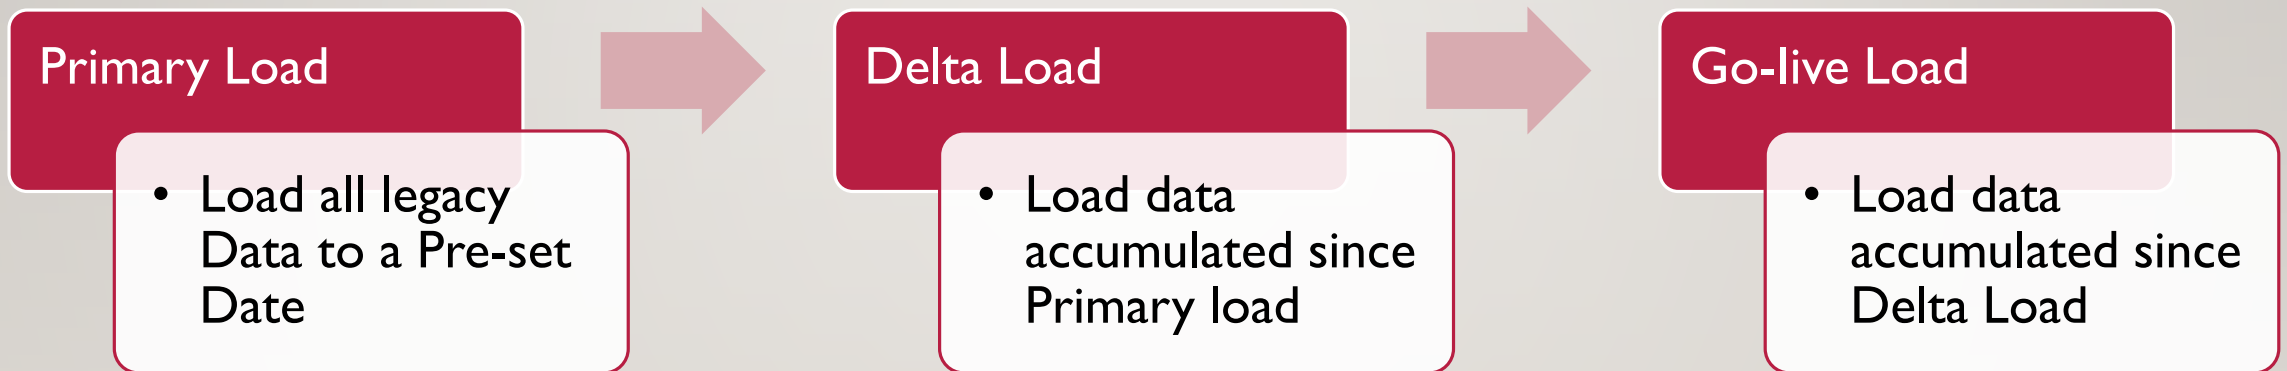 Primary Load
• Load all legacy
Data to a Pre-set
Date
Delta Load
• Load data
accumulated since
Primary load
Go-live Load
• Load data
accumulated since
Delta Load